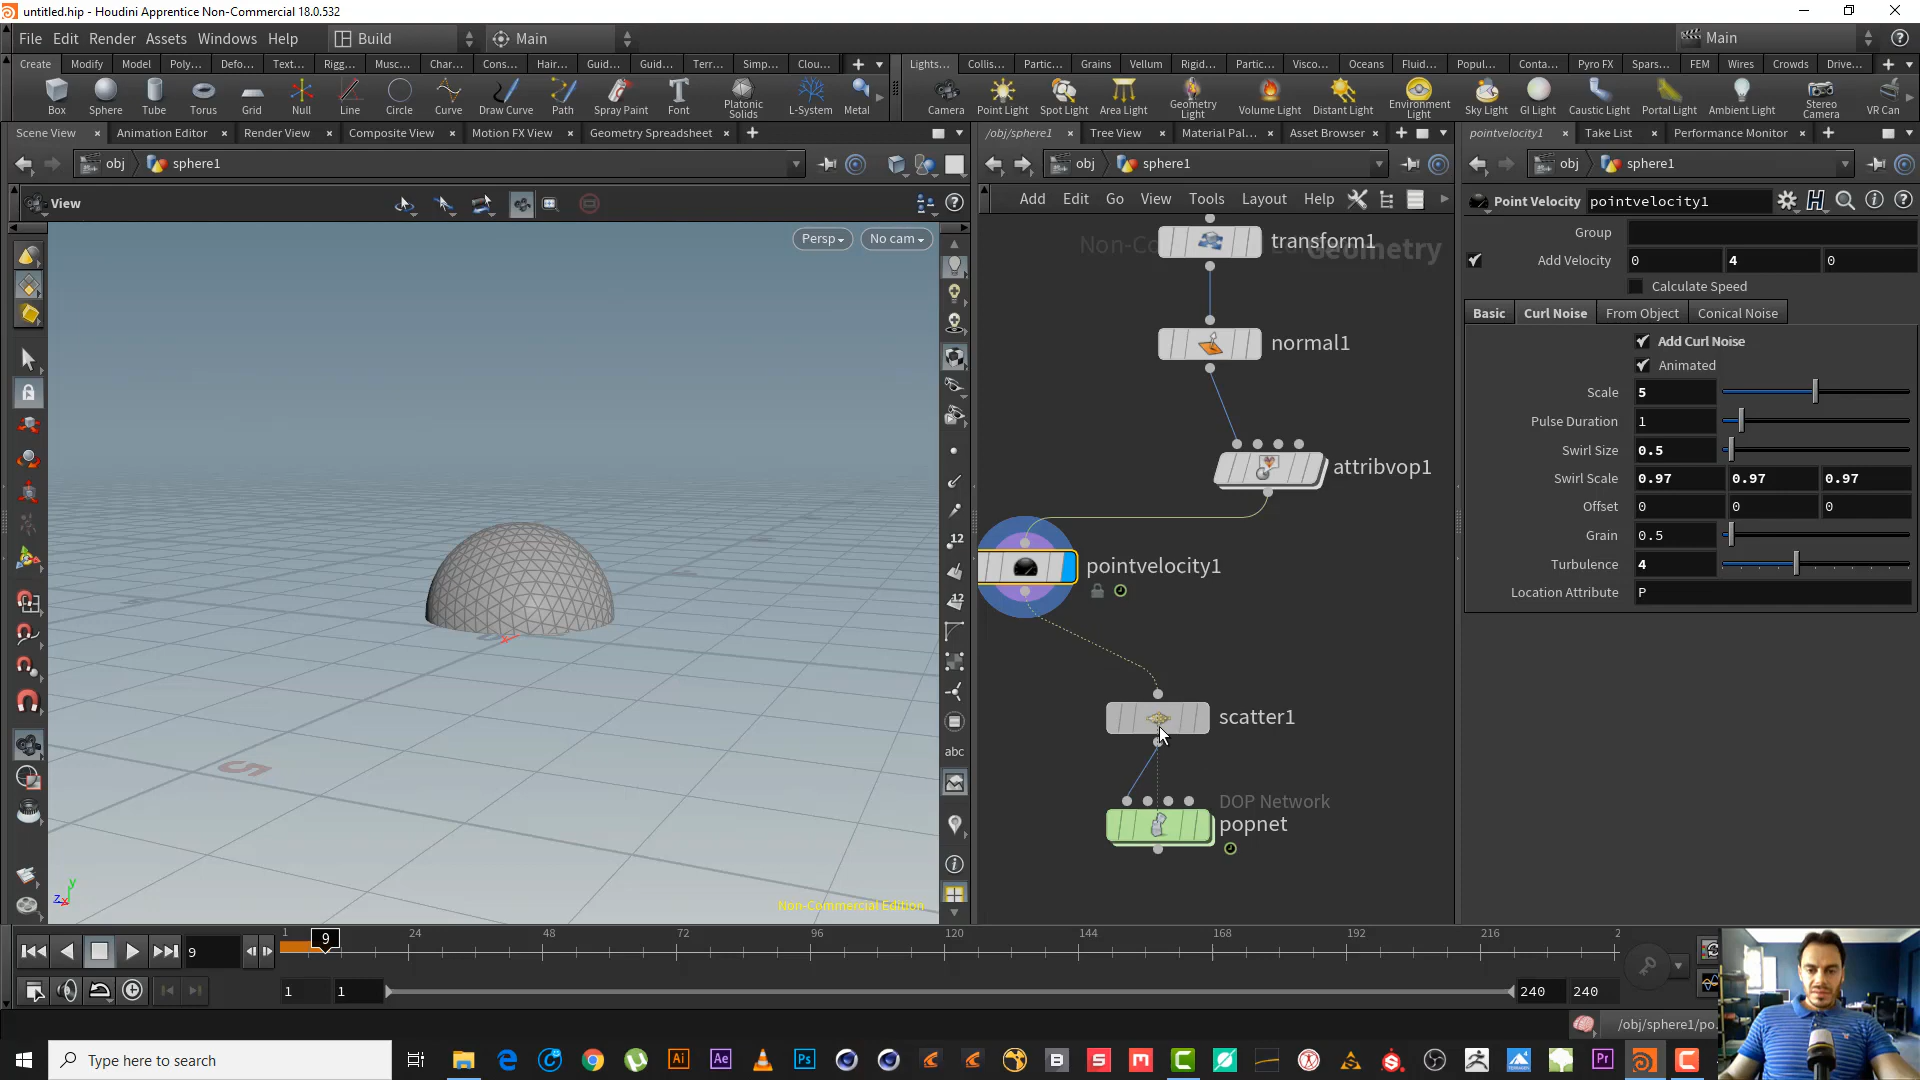 untitled.hip - Houdini Apprentice Non-Commercial 18.0.532
File Edit Render Assets Windows Help Build Main Main
Create Modify Model Poly... Defo... Text... Rigg... Musc... Char... Cons... Hair... Guid... Guid... Terr... Simp... Clou... Lights... Collis... Partic... Grains Vellum Rigid... Partic... Visco... Oceans Fluid... Popul... Conta... Pyro FX Spars... FEM Wires Crowds Drive...
Box Sphere Tube Torus Grid Null Line Circle Curve Draw Curve Path Spray Paint Font Platonic Solids L-System Metal Camera Point Light Spot Light Area Light Geometry Light Volume Light Distant Light Environment Light Sky Light GI Light Caustic Light Portal Light Ambient Light Stereo Camera VR Can
Scene View Animation Editor Render View Composite View Motion FX View Geometry Spreadsheet /obj/sphere1 Tree View Material Pal... Asset Browser pointvelocity1 Take List Performance Monitor
obj sphere1 obj sphere1 obj sphere1
View Add Edit Go View Tools Layout Help Point Velocity pointvelocity1
Persp No cam
Group
transform1
Geometry
Add Velocity 0 4 0
Calculate Speed
Basic Curl Noise From Object Conical Noise
normal1
Add Curl Noise
Animated
Scale 5
Pulse Duration 1
attribvop1
Swirl Size 0.5
Swirl Scale 0.97 0.97 0.97
Offset 0 0 0
Grain 0.5
pointvelocity1
Turbulence 4
Location Attribute P
12
12
scatter1
abc
5
DOP Network
popnet
y
z x
Non-Commercial Edition
1 9 24 48 72 96 120 144 168 192 216 2
9
1 1 240 240
/obj/sphere1/po...
Type here to search